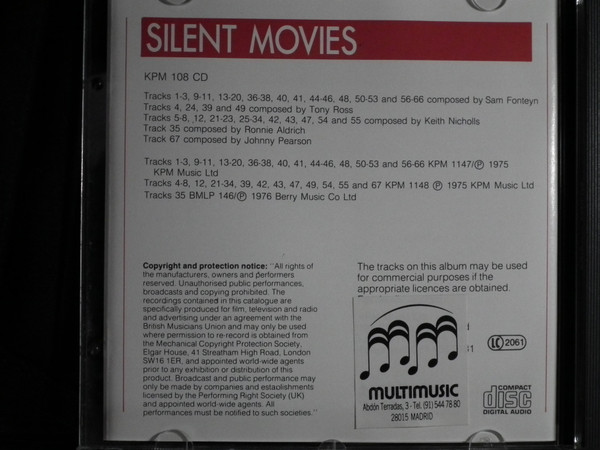 SILENT MOVIES
KPM 108 CD
Tracks 1-3, 9-11, 13-20, 36-38, 40, 41, 44-46, 48, 50-53 and 56-66 composed by Sam Fonteyn
Tracks 4, 24, 39 and 49 composed by Tony Ross
Tracks 5-8, 12, 21-23, 25-34, 42, 43, 47, 54 and 55 composed by Keith Nicholls
Track 35 composed by Ronnie Aldrich
Track 67 composed by Johnny Pearson
Tracks 1-3, 9-11, 13-20, 36-38, 40, 41, 44-46, 48, 50-53 and 56-66 KPM 1147/Ⓟ 1975
KPM Music Ltd
Tracks 4-8, 12, 21-34, 39, 42, 43, 47, 49, 54, 55 and 67 KPM 1148 Ⓟ 1975 KPM Music Ltd
Tracks 35 BMLP 146/Ⓟ 1976 Berry Music Co Ltd
Copyright and protection notice: "All rights of
the manufacturers, owners and performers
reserved. Unauthorised public performances,
broadcasts and copying prohibited. The
recordings contained in this catalogue are
specifically produced for film, television and radio
and advertising under an agreement with the
British Musicians Union and may only be used
where permission to re-record is obtained from
the Mechanical Copyright Protection Society,
Elgar House, 41 Streatham High Road, London
SW16 1ER, and appointed world-wide agents
prior to any exhibition or distribution of this
product. Broadcast and public performance may
only be made by companies and establishments
licensed by the Performing Right Society (UK)
and appointed world-wide agents. All
performances must be notified to such societies."
The tracks on this album may be used
for commercial purposes if the
appropriate licences are obtained.
LC 2061
MULTIMUSIC
Abdón Terradas, 3 - Tel. (91) 544 78 80
28015 MADRID
COMPACT
disc
DIGITAL AUDIO